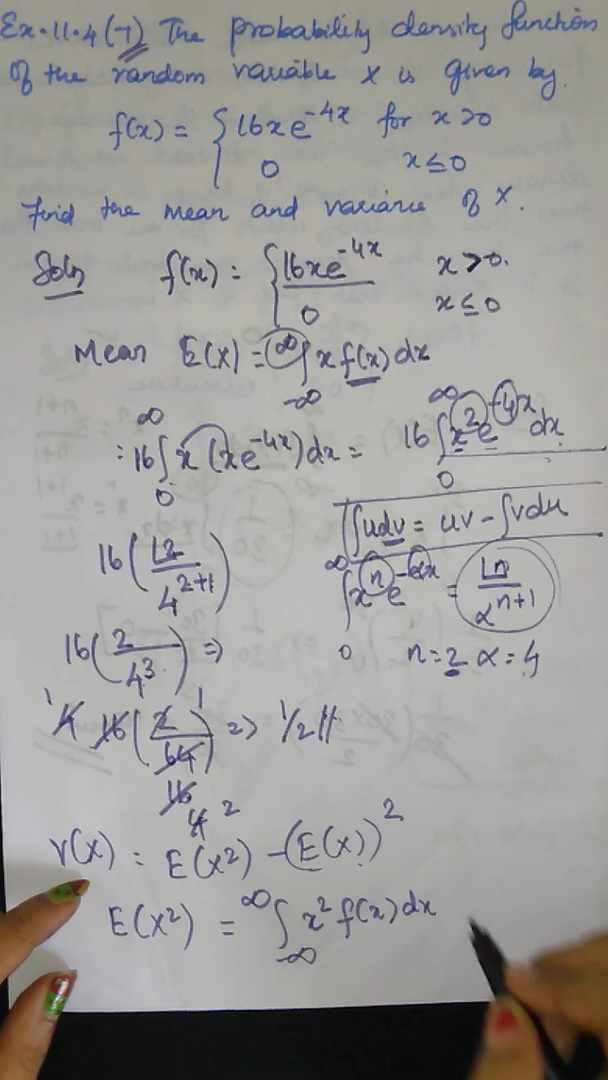 Ex. 11.4 (7) The probability density function
of the random variable X is given by.
f(x) = { 16xe^-4x for x>0
0 x≤0
Find the mean and variance of X.
Soln f(x) = { 16xe^-4x x>0.
0 x≤0
Mean E(X) = ∞∫-∞ x f(x) dx
= 16 ∞∫0 x (xe^-4x) dx = 16 ∞∫0 x^2 e^-4x dx
∫udv = uv - ∫vdu
16 (⌊2 / 4^2+1)
∞∫0 x^n e^-αx = ⌊n / α^n+1
n=2 α=4
16 (2 / 4^3) =>
16 (2 / 64) => 1/2 //
V(X) = E(X^2) - (E(X))^2
E(X^2) = ∞∫-∞ x^2 f(x) dx